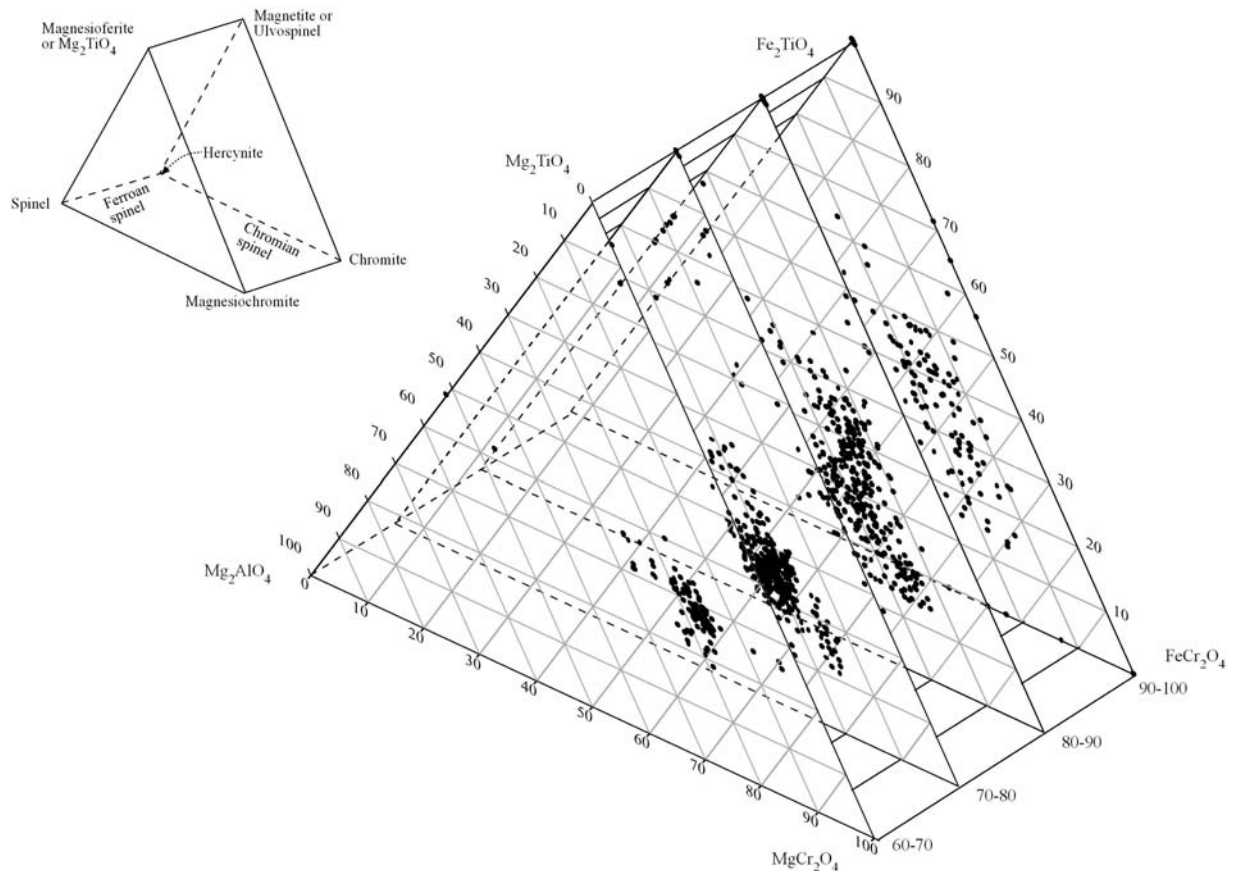 Magnesioferite
or Mg₂TiO₄
Magnetite or
Ulvospinel
Hercynite
Spinel
Ferroan
spinel
Chromian
spinel
Chromite
Magnesiochromite
Fe₂TiO₄
Mg₂TiO₄
0
10
20
30
40
50
60
70
80
90
100
Mg₂AlO₄
0
10
20
30
40
50
60
70
80
90
100
MgCr₂O₄
90
80
70
60
50
40
30
20
10
FeCr₂O₄
90-100
80-90
70-80
60-70